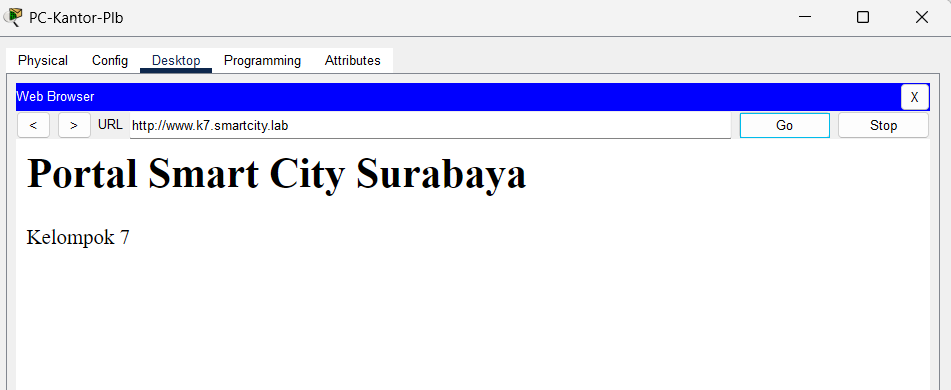 PC-Kantor-Plb
Physical Config Desktop Programming Attributes
Web Browser X
< > URL http://www.k7.smartcity.lab Go Stop
Portal Smart City Surabaya
Kelompok 7